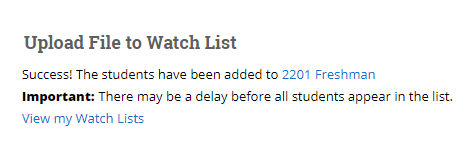 Upload File to Watch List
Success! The students have been added to 2201 Freshman
Important: There may be a delay before all students appear in the list.
View my Watch Lists